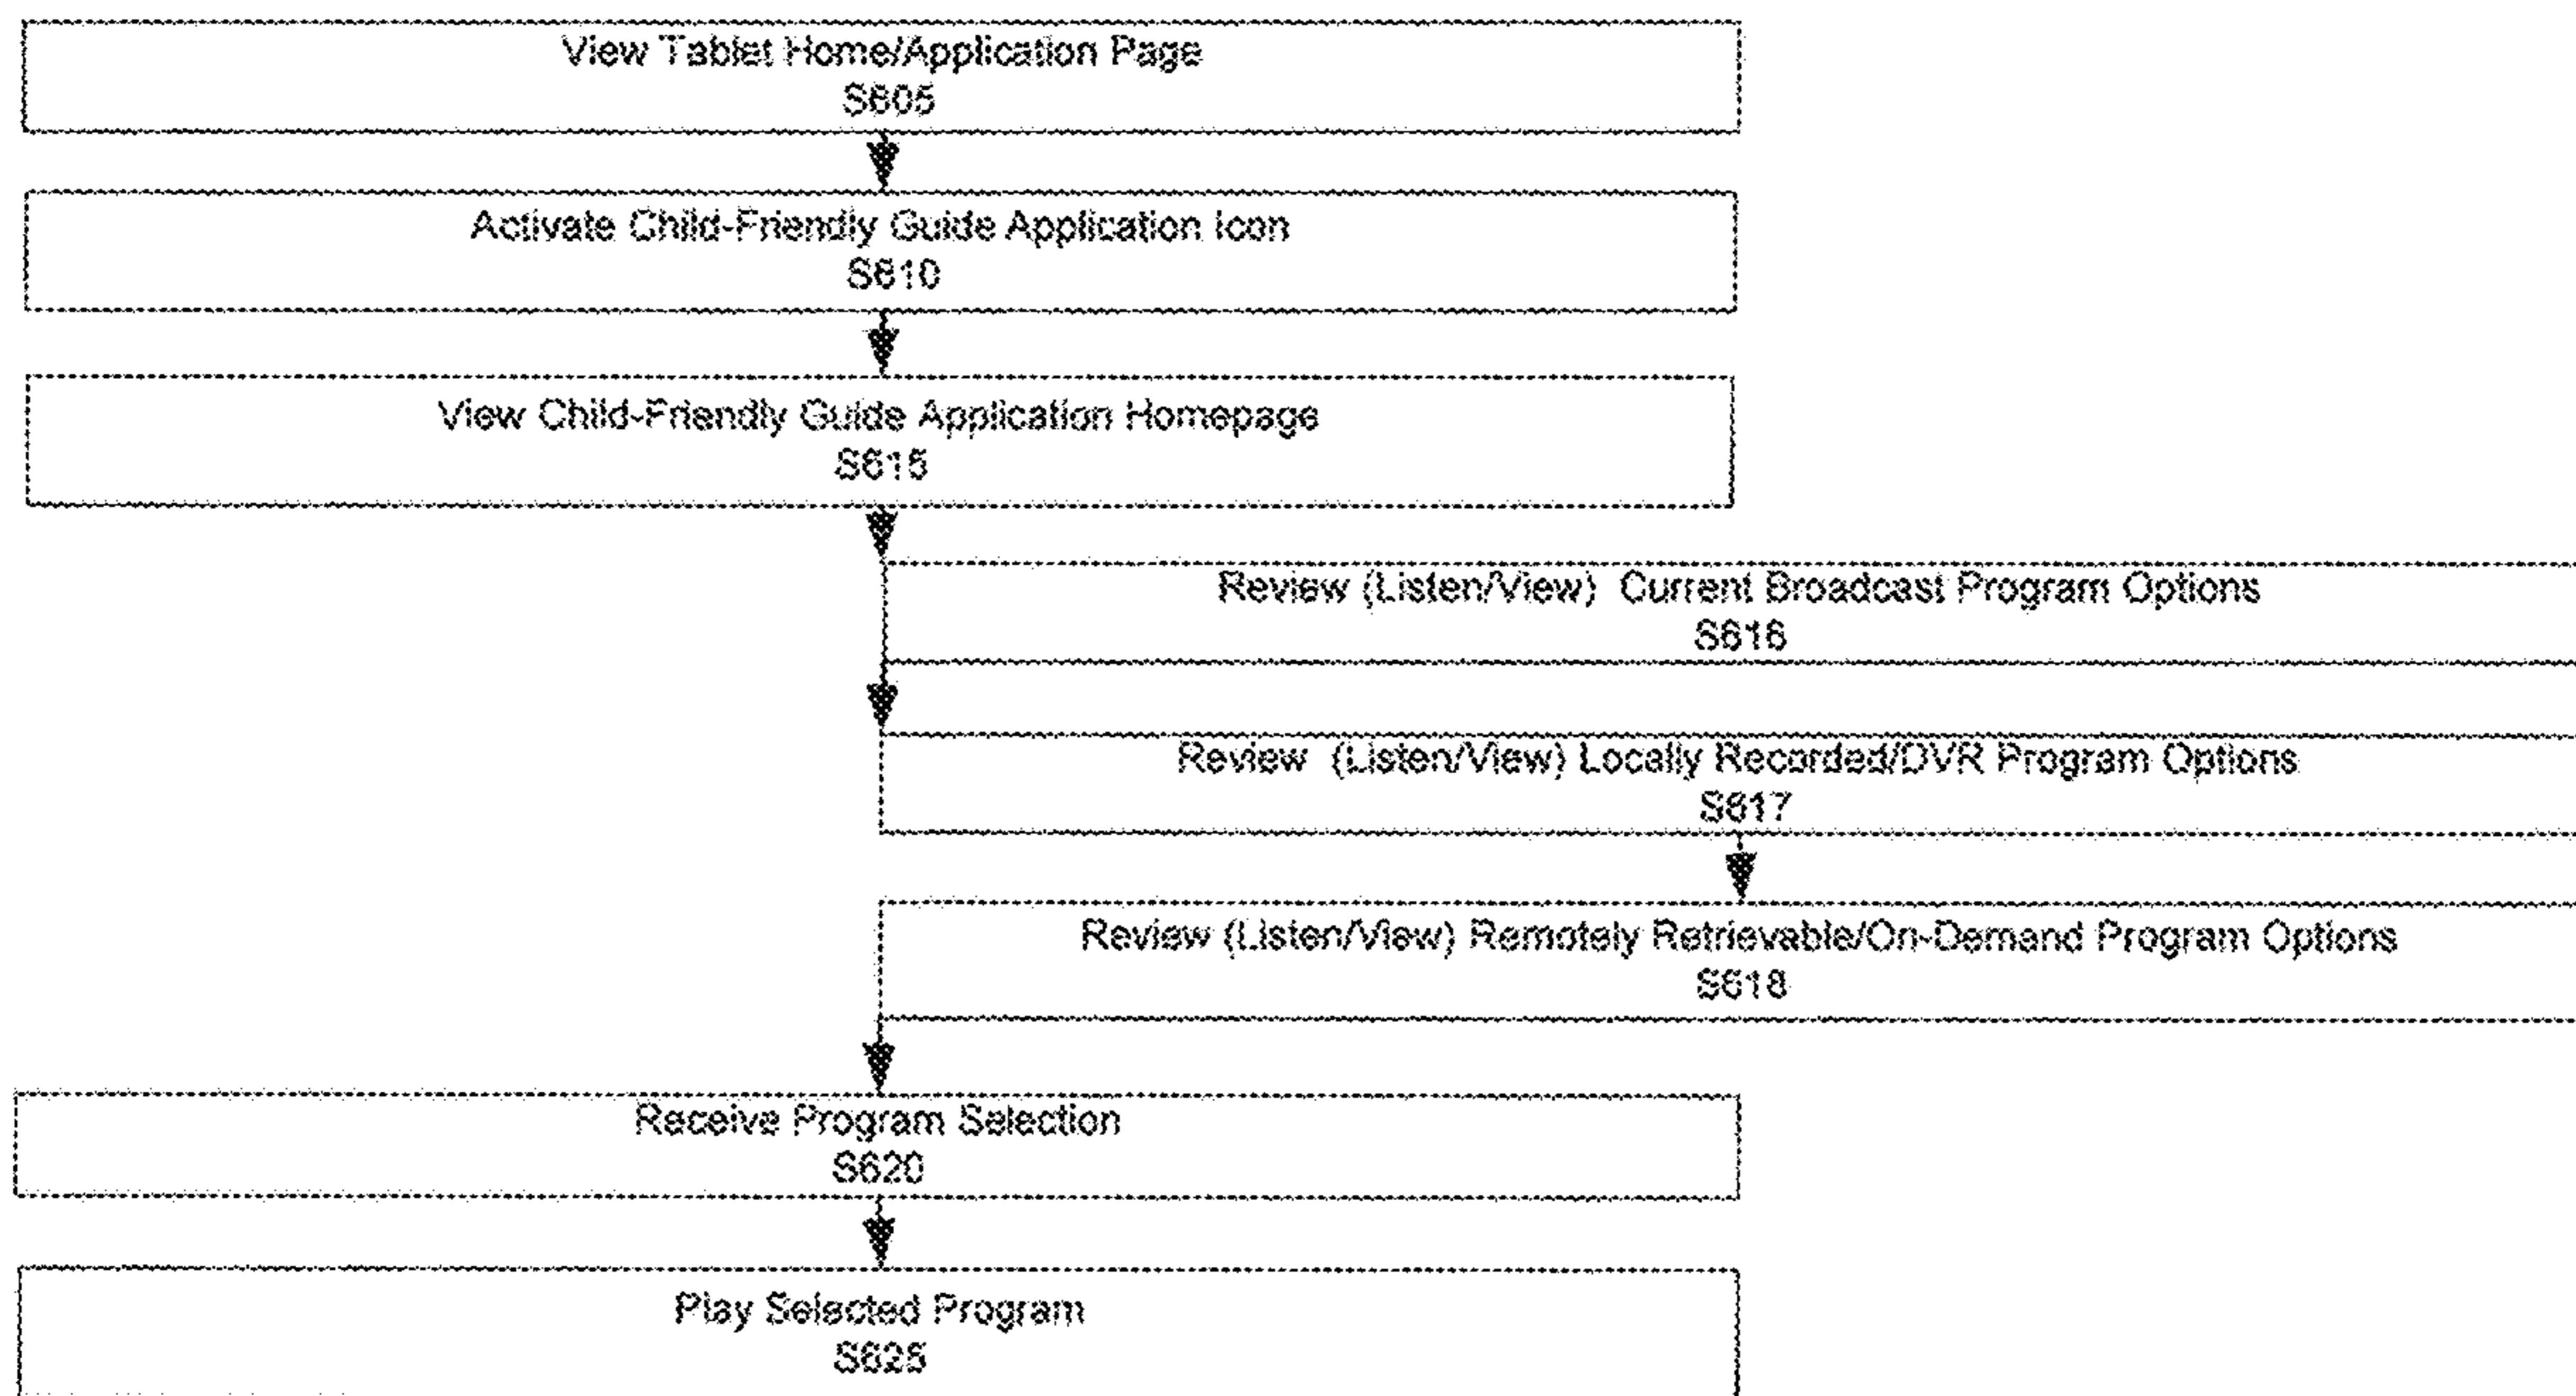 View Tablet Home/Application Page
S605
Activate Child-Friendly Guide Application Icon
S610
View Child-Friendly Guide Application Homepage
S615
Review (Listen/View) Current Broadcast Program Options
S616
Review (Listen/View) Locally Recorded/DVR Program Options
S617
Review (Listen/View) Remotely Retrievable/On-Demand Program Options
S618
Receive Program Selection
S620
Play Selected Program
S625